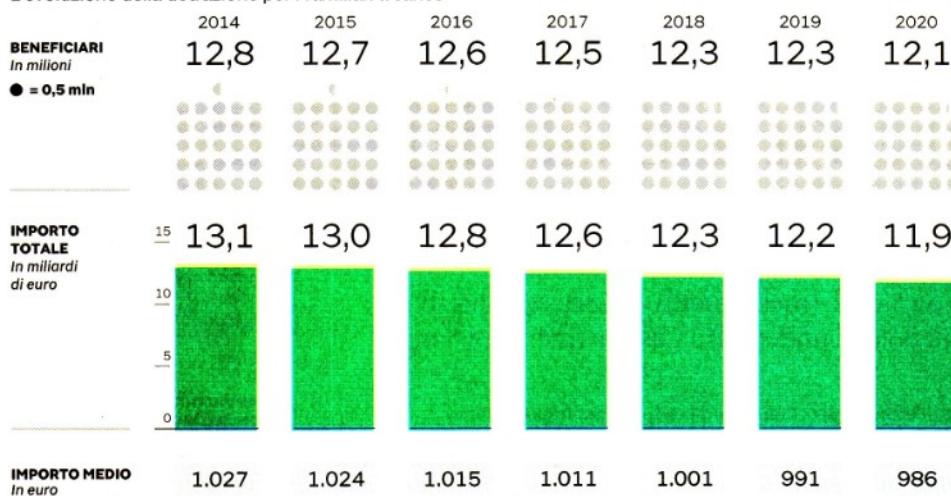 2014 2015 2016 2017 2018 2019 2020
BENEFICIARI 12,8 12,7 12,6 12,5 12,3 12,3 12,1
In milioni
● = 0,5 mln
IMPORTO TOTALE 13,1 13,0 12,8 12,6 12,3 12,2 11,9
In miliardi
di euro
15
10
5
0
IMPORTO MEDIO 1.027 1.024 1.015 1.011 1.001 991 986
In euro